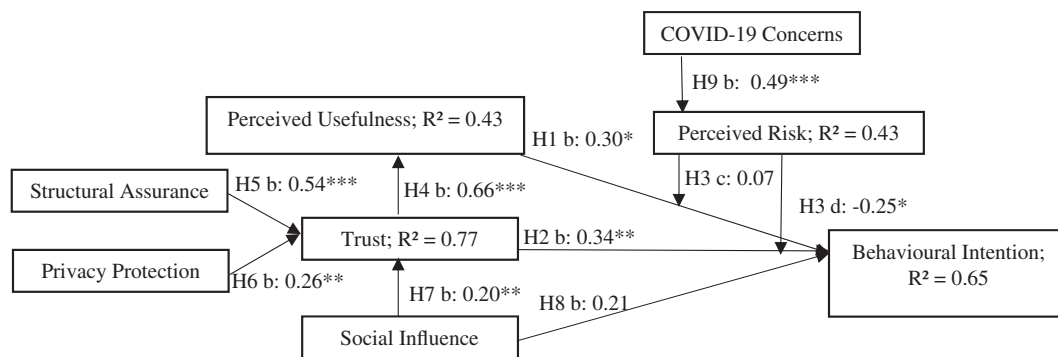 COVID-19 Concerns
H9 b: 0.49***
Perceived Usefulness; R² = 0.43
H1 b: 0.30*
Perceived Risk; R² = 0.43
Structural Assurance
H5 b: 0.54***
H4 b: 0.66***
H3 c: 0.07
H3 d: -0.25*
Trust; R² = 0.77
H2 b: 0.34**
Behavioural Intention;
R² = 0.65
Privacy Protection
H6 b: 0.26**
H7 b: 0.20**
H8 b: 0.21
Social Influence